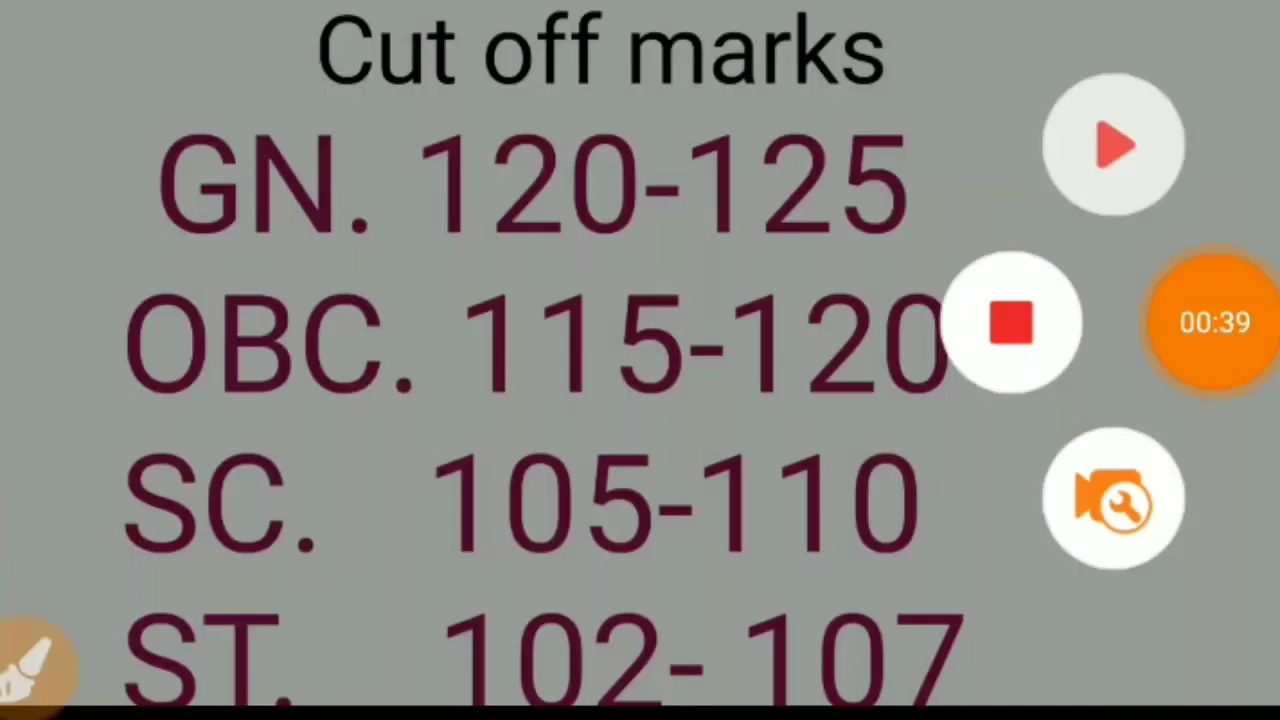 Cut off marks
GN. 120-125
OBC. 115-120
00:39
SC. 105-110
ST. 102- 107